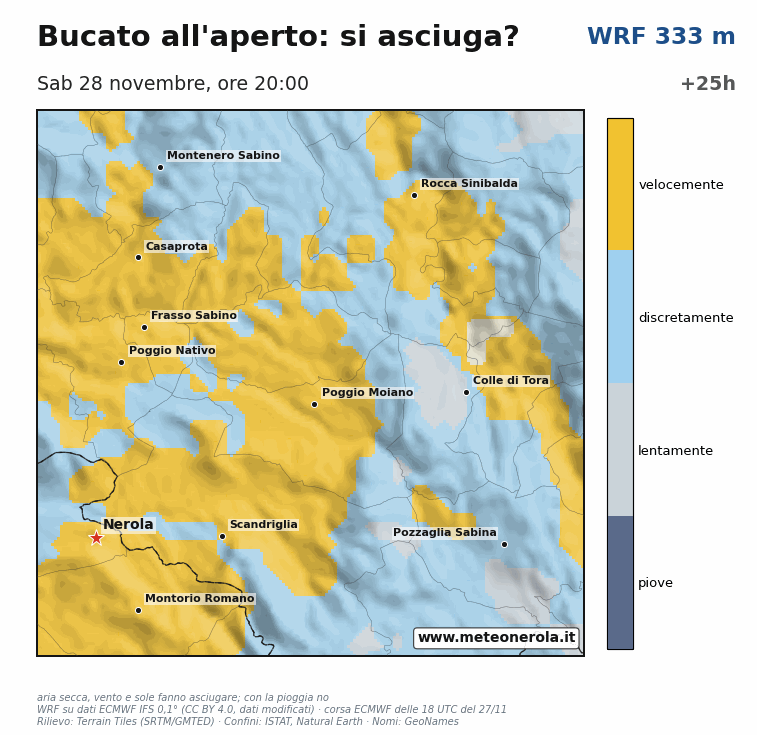 Bucato all'aperto: si asciuga?
WRF 333 m
Sab 28 novembre, ore 20:00
+25h
Montenero Sabino
Rocca Sinibalda
Casaprota
Frasso Sabino
Poggio Nativo
Colle di Tora
Poggio Moiano
Nerola
Scandriglia
Pozzaglia Sabina
Montorio Romano
www.meteonerola.it
velocemente
discretamente
lentamente
piove
aria secca, vento e sole fanno asciugare; con la pioggia no
WRF su dati ECMWF IFS 0,1° (CC BY 4.0, dati modificati) · corsa ECMWF delle 18 UTC del 27/11
Rilievo: Terrain Tiles (SRTM/GMTED) · Confini: ISTAT, Natural Earth · Nomi: GeoNames